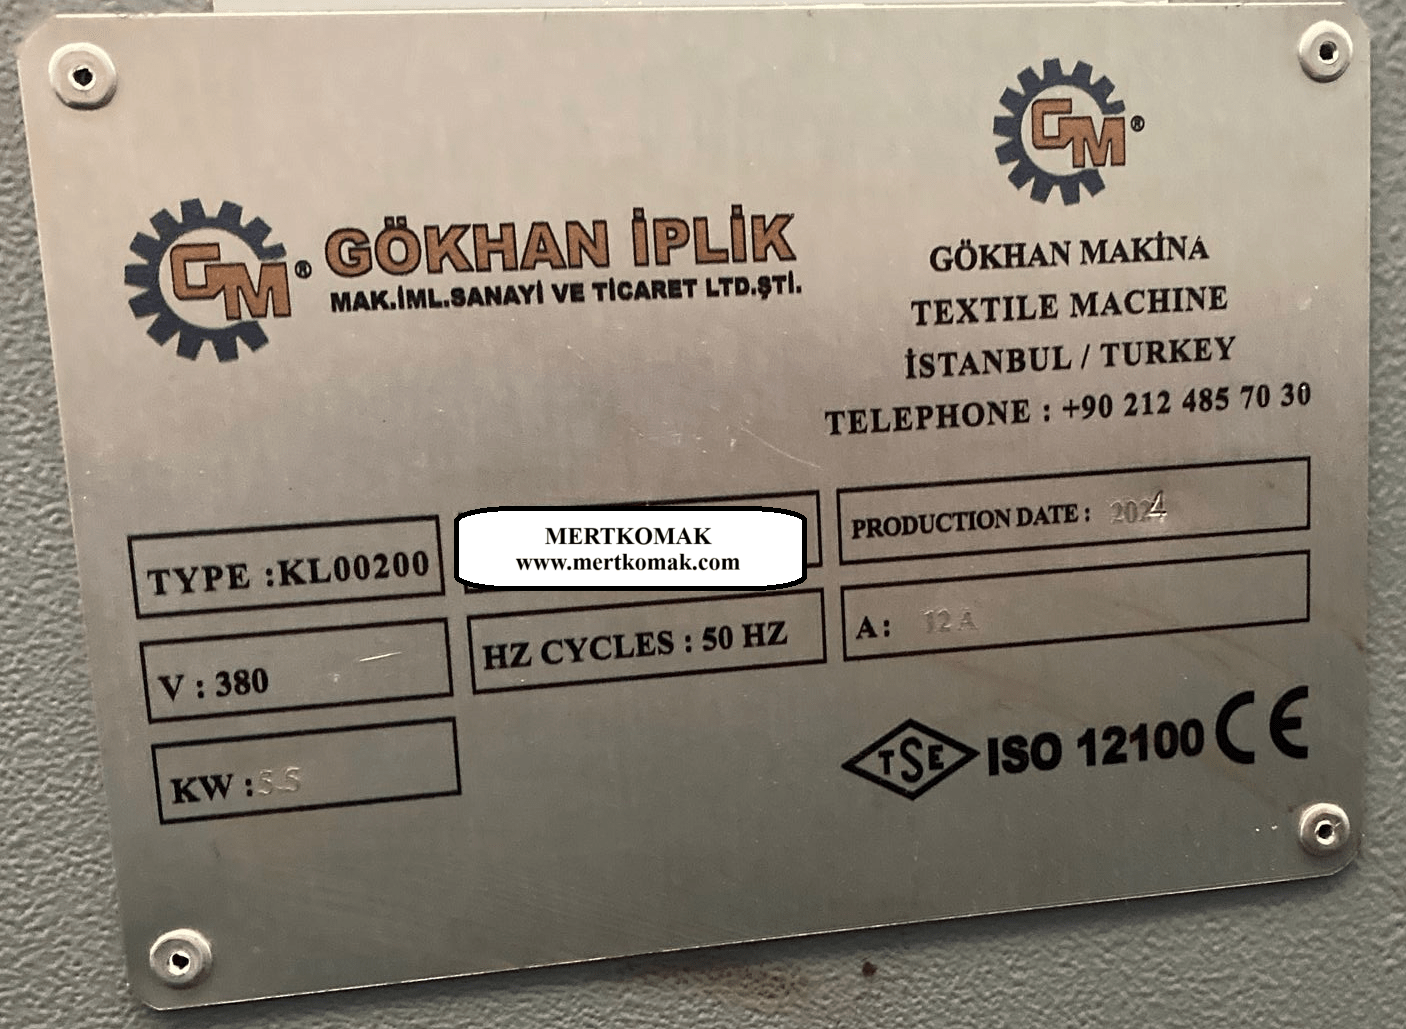 GM®
GÖKHAN İPLİK
MAK.İML.SANAYİ VE TİCARET LTD.ŞTİ.
GM®
GÖKHAN MAKİNA
TEXTILE MACHINE
İSTANBUL / TURKEY
TELEPHONE : +90 212 485 70 30
TYPE :KL00200
MERTKOMAK
www.mertkomak.com
PRODUCTION DATE : 2024
V : 380
HZ CYCLES : 50 HZ
A : 12 A
KW : 5.5
TSE ISO 12100 CE